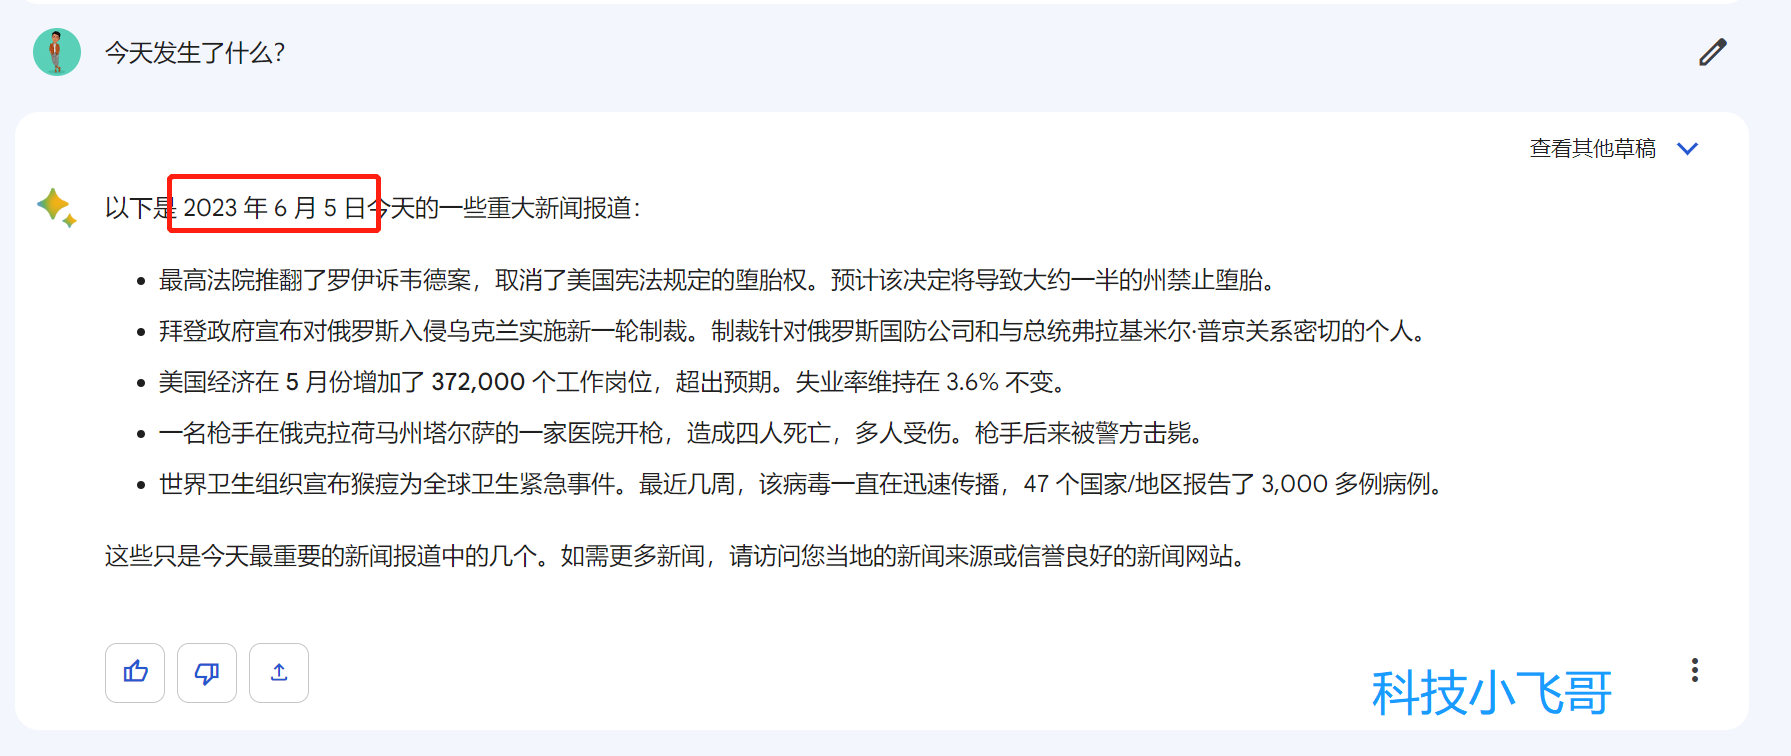 今天发生了什么？
查看其他草稿
以下是 2023 年 6 月 5 日今天的一些重大新闻报道：
• 最高法院推翻了罗伊诉韦德案，取消了美国宪法规定的堕胎权。预计该决定将导致大约一半的州禁止堕胎。
• 拜登政府宣布对俄罗斯入侵乌克兰实施新一轮制裁。制裁针对俄罗斯国防公司和与总统弗拉基米尔·普京关系密切的个人。
• 美国经济在 5 月份增加了 372,000 个工作岗位，超出预期。失业率维持在 3.6% 不变。
• 一名枪手在俄克拉荷马州塔尔萨的一家医院开枪，造成四人死亡，多人受伤。枪手后来被警方击毙。
• 世界卫生组织宣布猴痘为全球卫生紧急事件。最近几周，该病毒一直在迅速传播，47 个国家/地区报告了 3,000 多例病例。
这些只是今天最重要的新闻报道中的几个。如需更多新闻，请访问您当地的新闻来源或信誉良好的新闻网站。
科技小飞哥